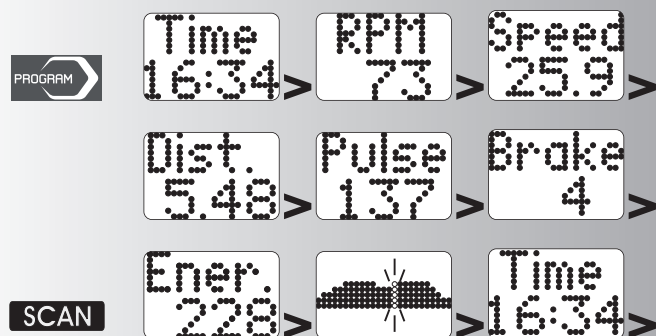 PROGRAM
Time > RPM > Speed >
16:34 73 25.9
Dist. > Pulse > Brake >
5.48 137 4
Ener. > > Time >
SCAN 228 16:34